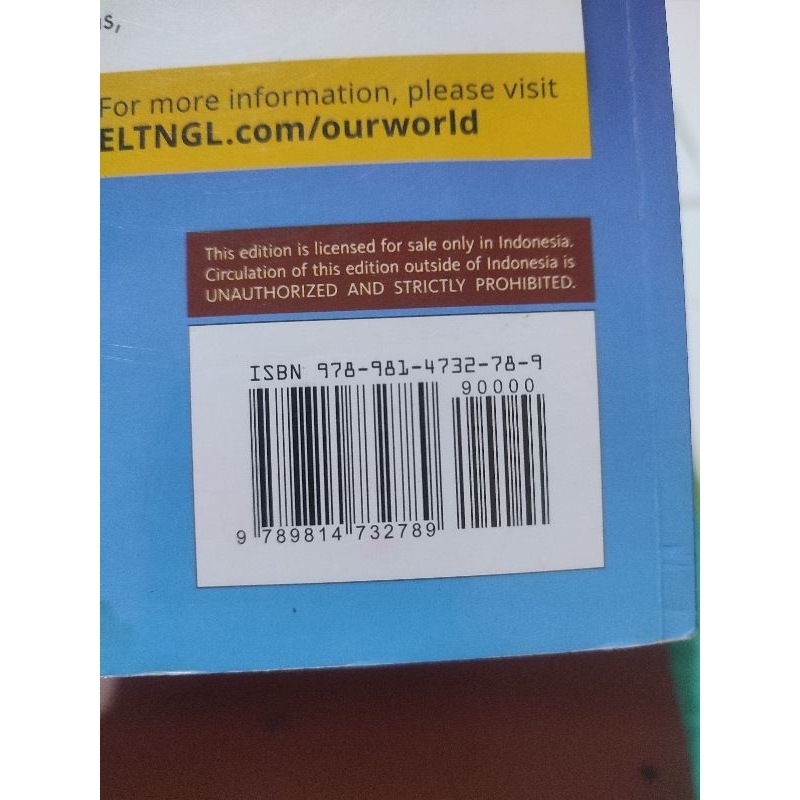 s,
For more information, please visit
ELTNGL.com/ourworld
This edition is licensed for sale only in Indonesia.
Circulation of this edition outside of Indonesia is
UNAUTHORIZED AND STRICTLY PROHIBITED.
ISBN 978-981-4732-78-9
90000
9 789814 732789